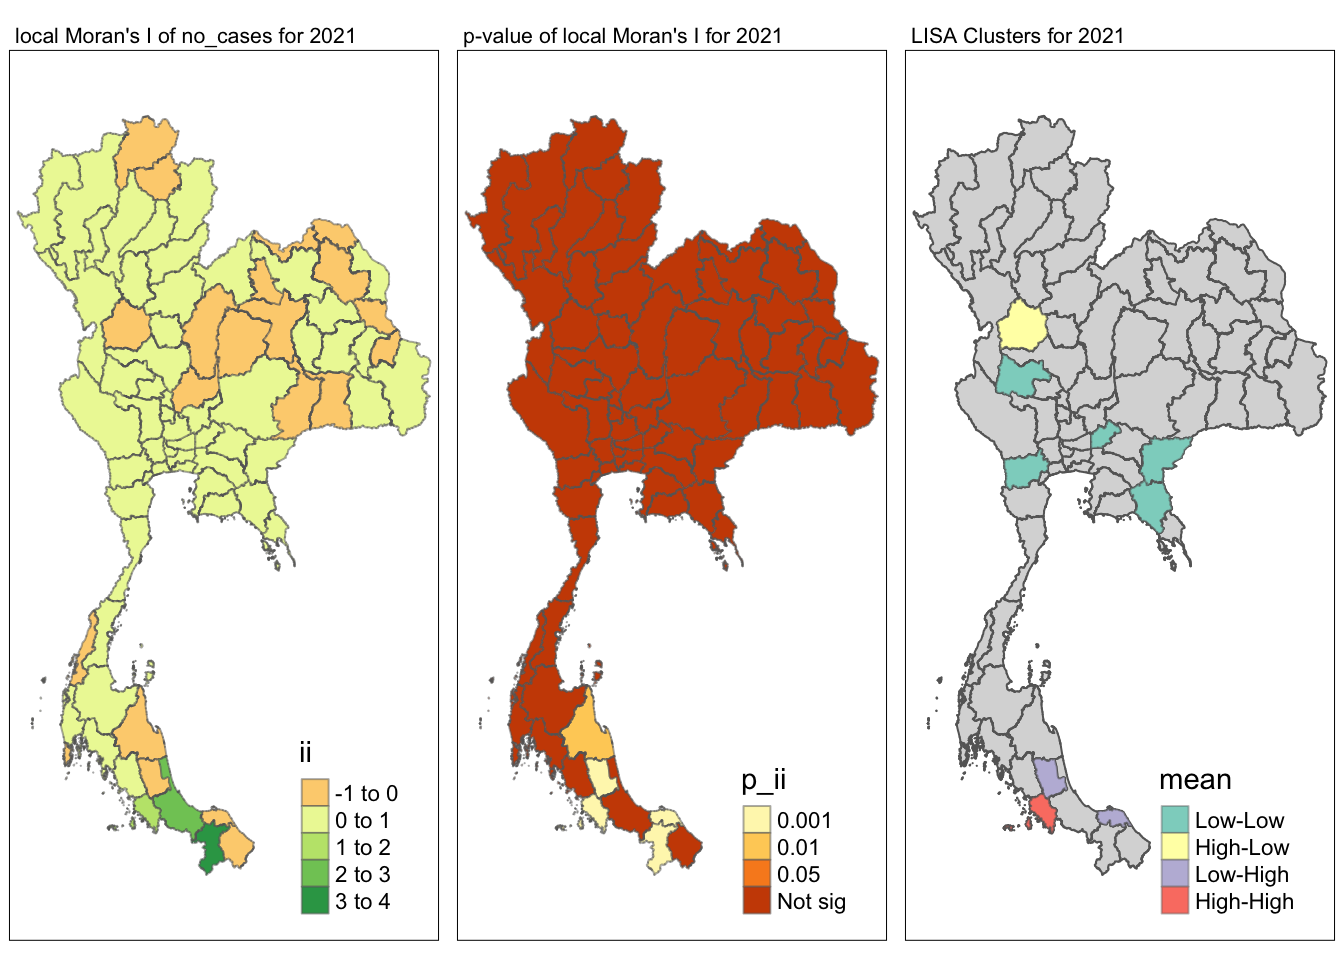 local Moran's I of no_cases for 2021
ii
-1 to 0
0 to 1
1 to 2
2 to 3
3 to 4
p-value of local Moran's I for 2021
p_ii
0.001
0.01
0.05
Not sig
LISA Clusters for 2021
mean
Low-Low
High-Low
Low-High
High-High